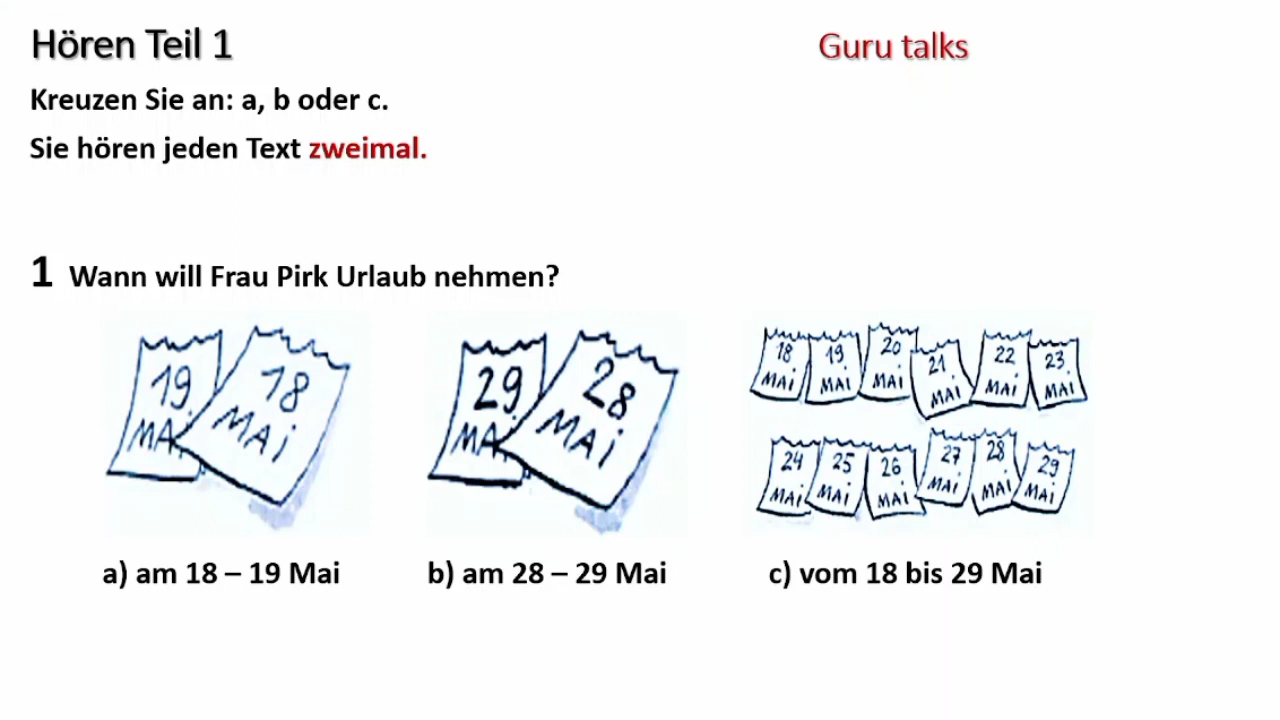 Hören Teil 1
Guru talks
Kreuzen Sie an: a, b oder c.
Sie hören jeden Text zweimal.
1 Wann will Frau Pirk Urlaub nehmen?
19
MA
18
MAi
29
MA
28
MAi
18
MAi
19
MAi
20
MAi
21
MAi
22
MAi
23
MAi
24
MAi
25
MAi
26
MAi
27
MAi
28
MAi
29
MAi
a) am 18 – 19 Mai
b) am 28 – 29 Mai
c) vom 18 bis 29 Mai